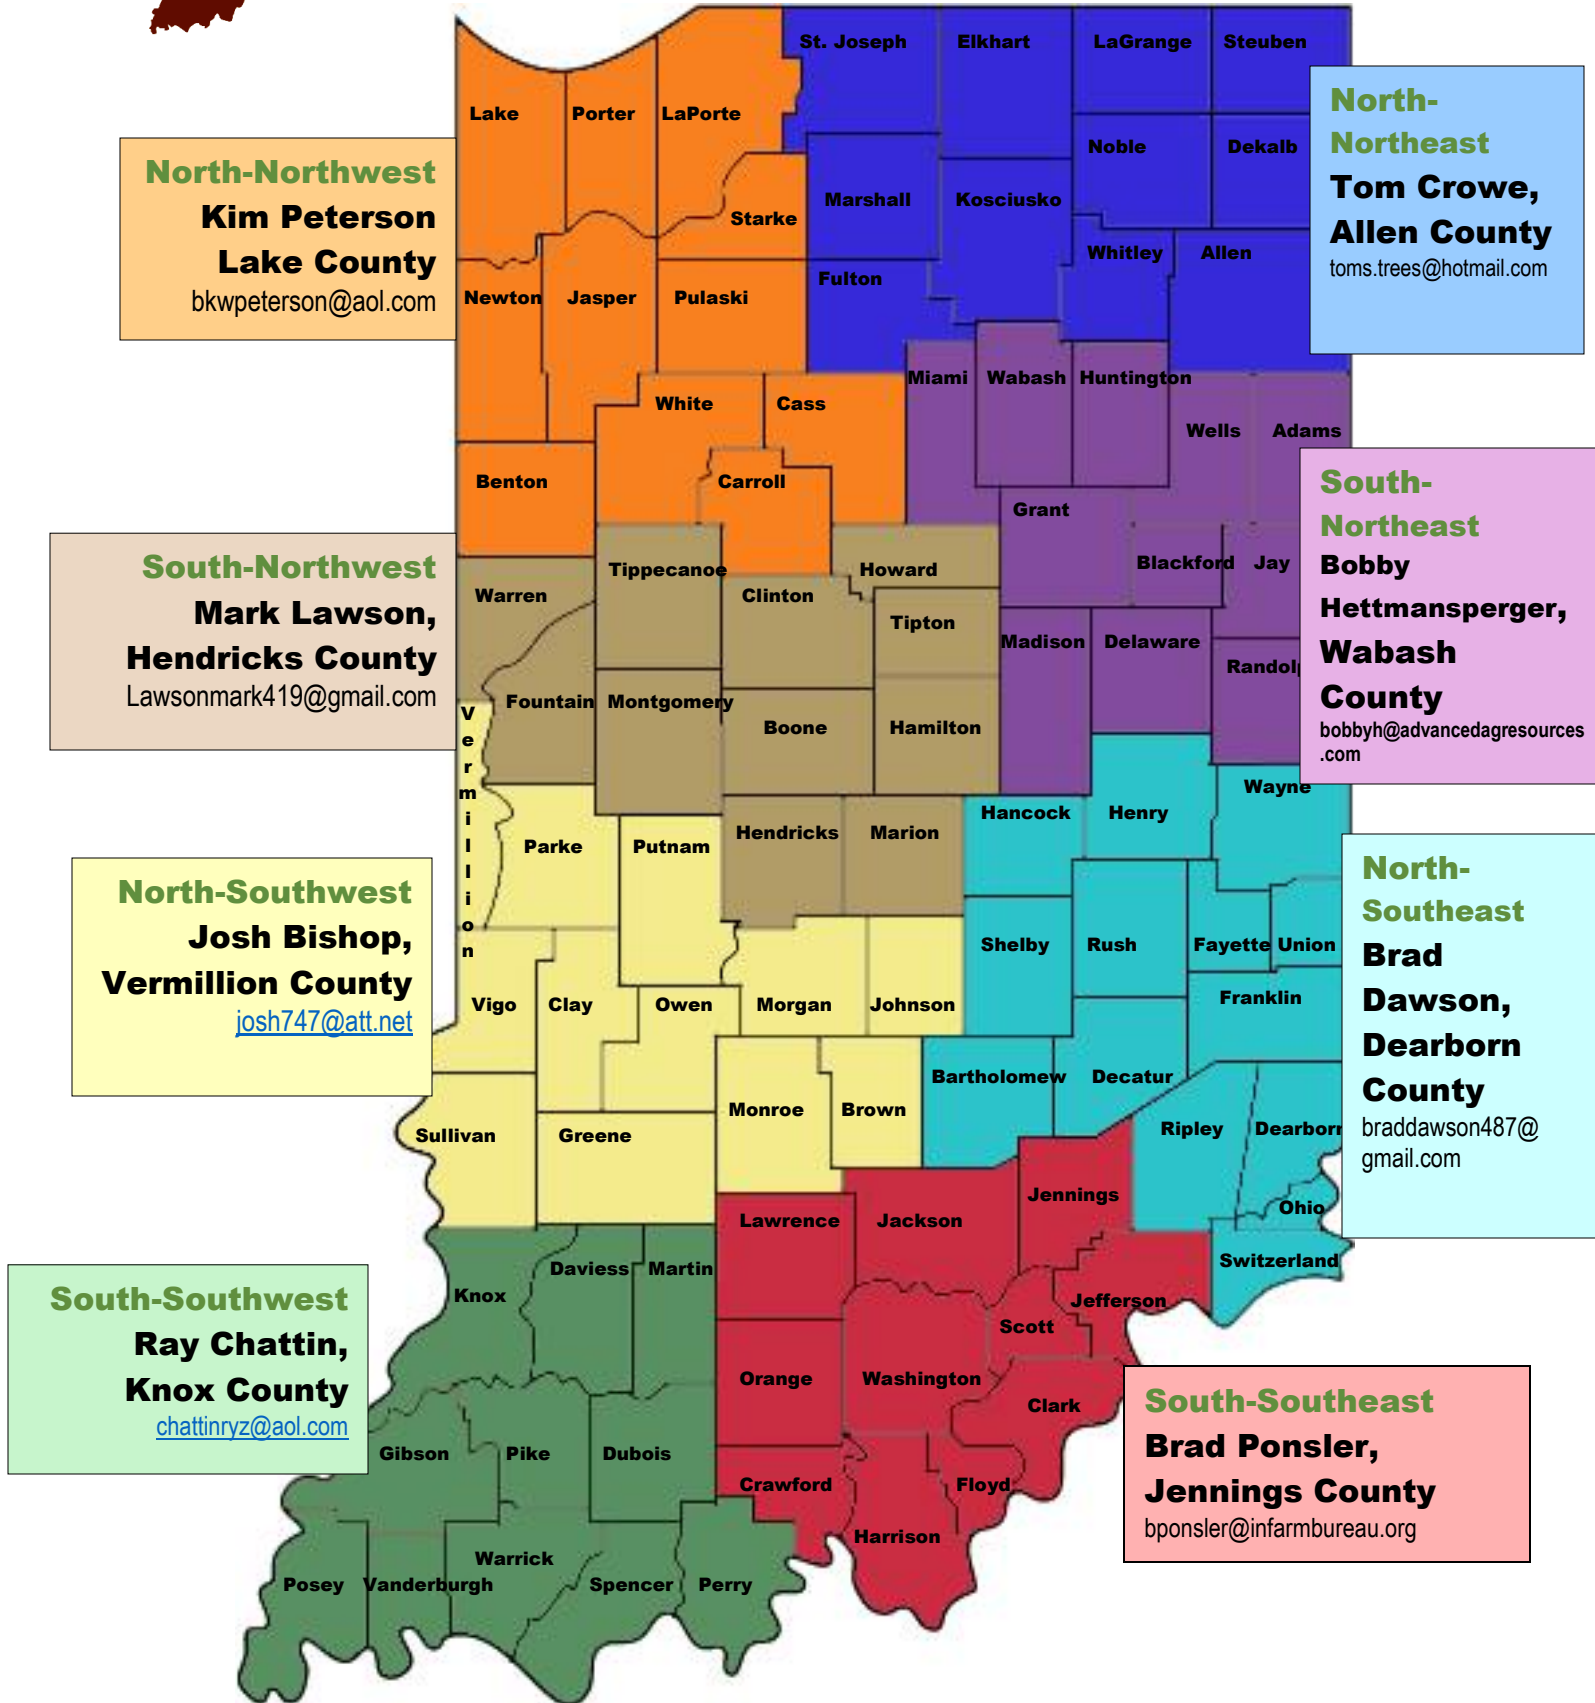 St. Joseph
Elkhart
LaGrange
Steuben
Lake
Porter
LaPorte
Noble
Dekalb
Marshall
Kosciusko
Starke
Whitley
Allen
Fulton
Newton
Jasper
Pulaski
Miami
Wabash
Huntington
White
Cass
Wells
Adams
Benton
Carroll
Grant
Blackford
Jay
Tippecanoe
Howard
Warren
Clinton
Tipton
Madison
Delaware
Randolp
Fountain
Montgomery
Boone
Hamilton
Vermillion
Wayne
Hancock
Henry
Hendricks
Marion
Parke
Putnam
Shelby
Rush
Fayette
Union
Franklin
Vigo
Clay
Owen
Morgan
Johnson
Bartholomew
Decatur
Monroe
Brown
Ripley
Dearborn
Sullivan
Greene
Jennings
Ohio
Lawrence
Jackson
Switzerland
Daviess
Martin
Knox
Jefferson
Scott
Orange
Washington
Clark
Gibson
Pike
Dubois
Crawford
Floyd
Harrison
Warrick
Posey
Vanderburgh
Spencer
Perry
North-Northwest
Kim Peterson
Lake County
bkwpeterson@aol.com
South-Northwest
Mark Lawson,
Hendricks County
Lawsonmark419@gmail.com
North-Southwest
Josh Bishop,
Vermillion County
josh747@att.net
South-Southwest
Ray Chattin,
Knox County
chattinryz@aol.com
North-
Northeast
Tom Crowe,
Allen County
toms.trees@hotmail.com
South-
Northeast
Bobby
Hettmansperger,
Wabash
County
bobbyh@advancedagresources
.com
North-
Southeast
Brad
Dawson,
Dearborn
County
braddawson487@
gmail.com
South-Southeast
Brad Ponsler,
Jennings County
bponsler@infarmbureau.org